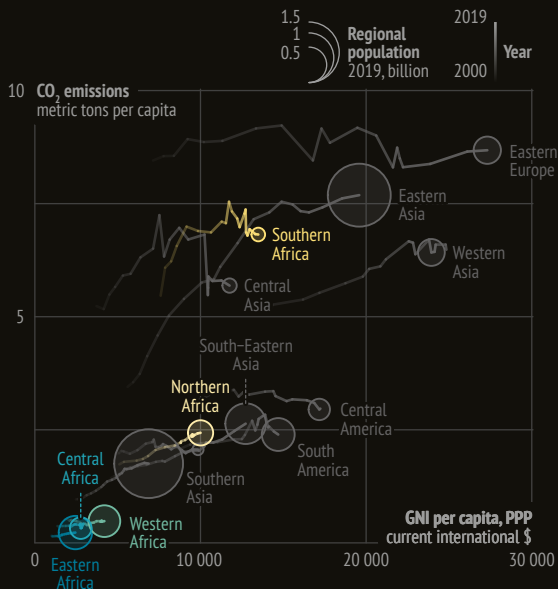 1.5
1
0.5
Regional
population
2019, billion
2019
Year
2000
10
CO2 emissions
metric tons per capita
Eastern
Europe
Eastern
Asia
Southern
Africa
Western
Asia
Central
Asia
5
South–Eastern
Asia
Northern
Africa
Central
America
South
America
Central
Africa
Southern
Asia
Western
Africa
GNI per capita, PPP
current international $
0
10 000
20 000
30 000
Eastern
Africa